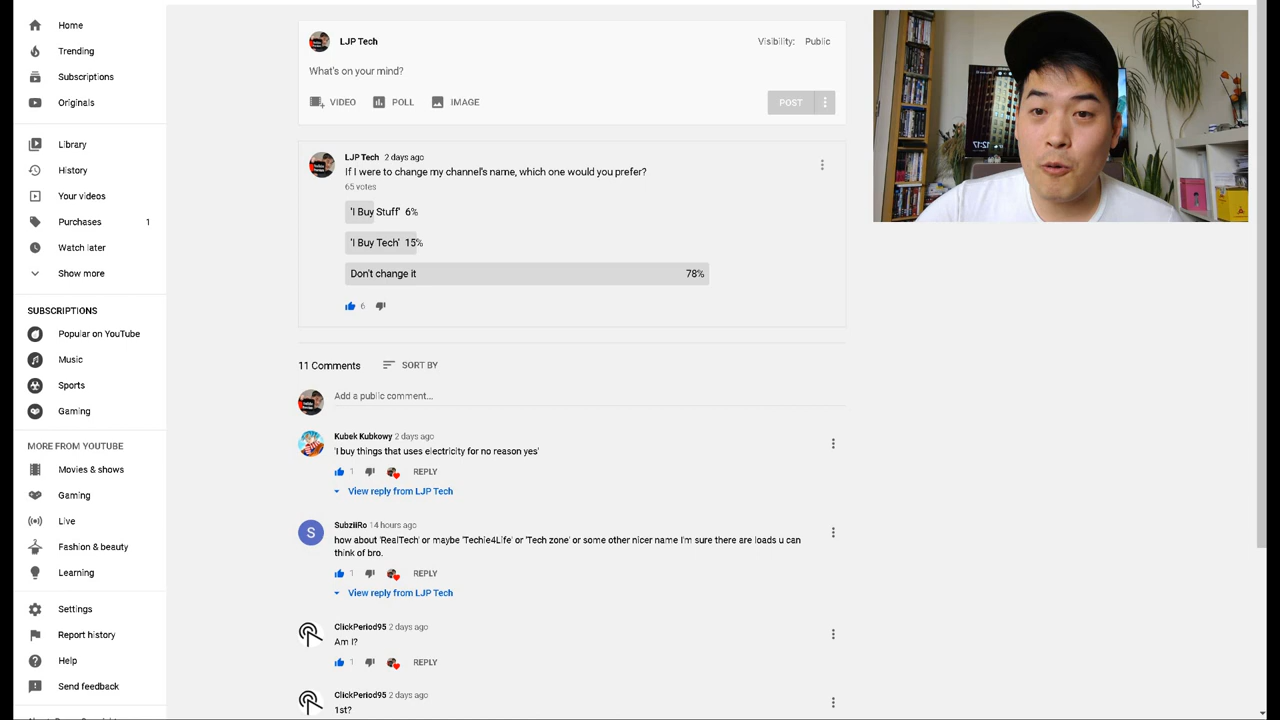 Home
Trending
Subscriptions
Originals
Library
History
Your videos
Purchases 1
Watch later
Show more
SUBSCRIPTIONS
Popular on YouTube
Music
Sports
Gaming
MORE FROM YOUTUBE
Movies & shows
Gaming
Live
Fashion & beauty
Learning
Settings
Report history
Help
Send feedback
LJP Tech
Visibility: Public
What's on your mind?
VIDEO POLL IMAGE
POST
LJP Tech 2 days ago
If I were to change my channel's name, which one would you prefer?
65 votes
'I Buy Stuff' 6%
'I Buy Tech' 15%
Don't change it 78%
6
11 Comments SORT BY
Add a public comment...
Kubek Kubkowy 2 days ago
'I buy things that uses electricity for no reason yes'
1 REPLY
View reply from LJP Tech
S
SubziiRo 14 hours ago
how about 'RealTech' or maybe 'Techie4Life' or 'Tech zone' or some other nicer name I'm sure there are loads u can
think of bro.
1 REPLY
View reply from LJP Tech
ClickPeriod95 2 days ago
Am I?
1 REPLY
ClickPeriod95 2 days ago
1st?
12:17